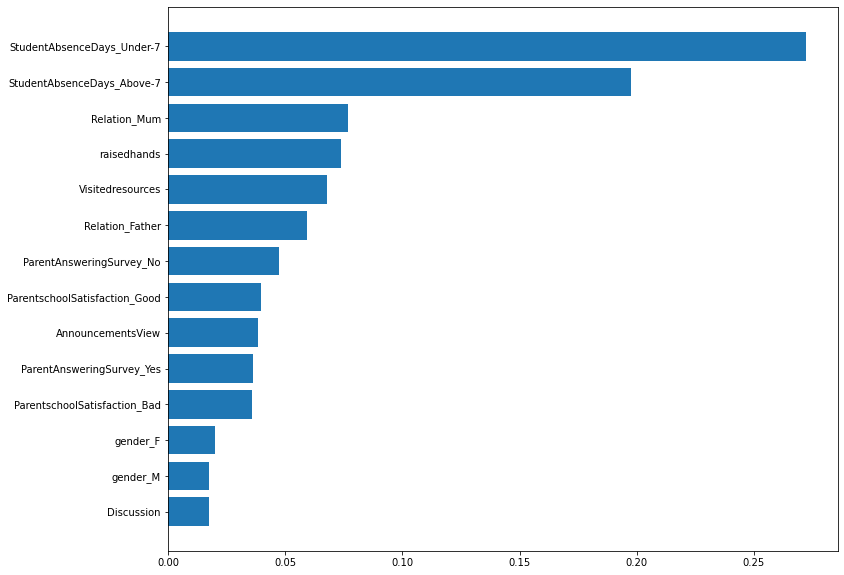 StudentAbsenceDays_Under-7
StudentAbsenceDays_Above-7
Relation_Mum
raisedhands
Visitedresources
Relation_Father
ParentAnsweringSurvey_No
ParentschoolSatisfaction_Good
AnnouncementsView
ParentAnsweringSurvey_Yes
ParentschoolSatisfaction_Bad
gender_F
gender_M
Discussion
0.00 0.05 0.10 0.15 0.20 0.25